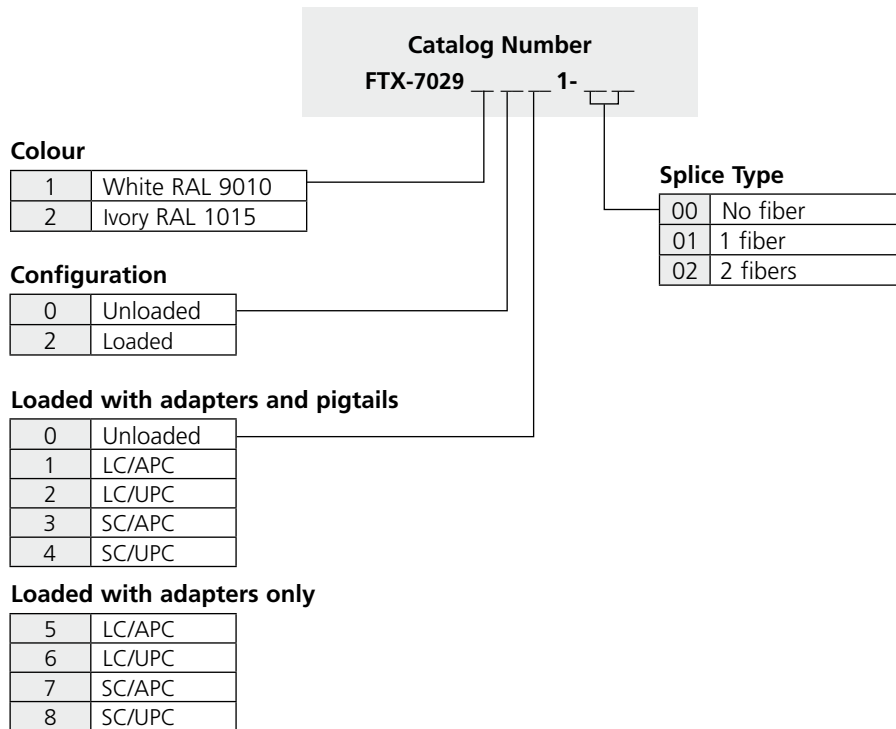 Catalog Number
FTX-7029 _ _ _ 1- _ _
Colour
1 White RAL 9010
2 Ivory RAL 1015
Configuration
0 Unloaded
2 Loaded
Loaded with adapters and pigtails
0 Unloaded
1 LC/APC
2 LC/UPC
3 SC/APC
4 SC/UPC
Loaded with adapters only
5 LC/APC
6 LC/UPC
7 SC/APC
8 SC/UPC
Splice Type
00 No fiber
01 1 fiber
02 2 fibers